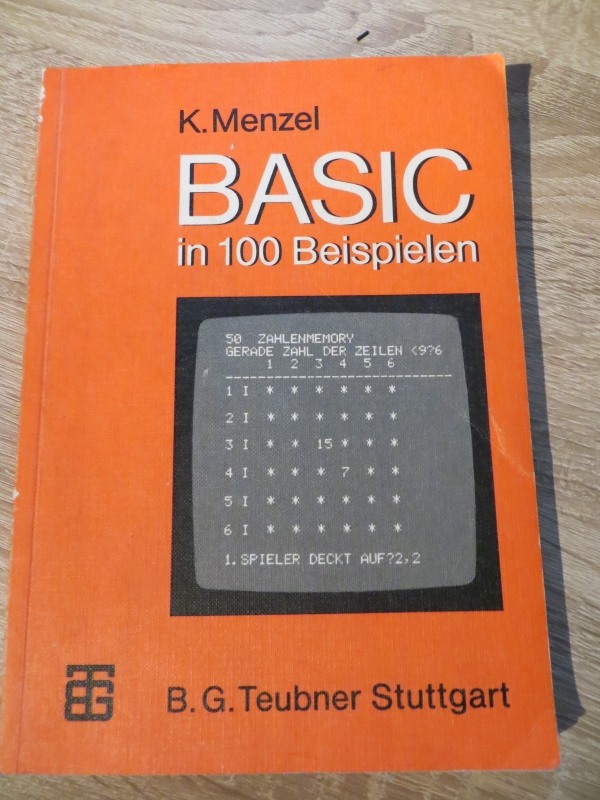 K. Menzel
BASIC
in 100 Beispielen
50 ZAHLENMEMORY
GERADE ZAHL DER ZEILEN <9?6
1 2 3 4 5 6
--------------------------------
1 I * * * * * *
2 I * * * * * *
3 I * * 15 * * *
4 I * * * 7 * *
5 I * * * * * *
6 I * * * * * *
1. SPIELER DECKT AUF?2,2
BTG
B. G. Teubner Stuttgart